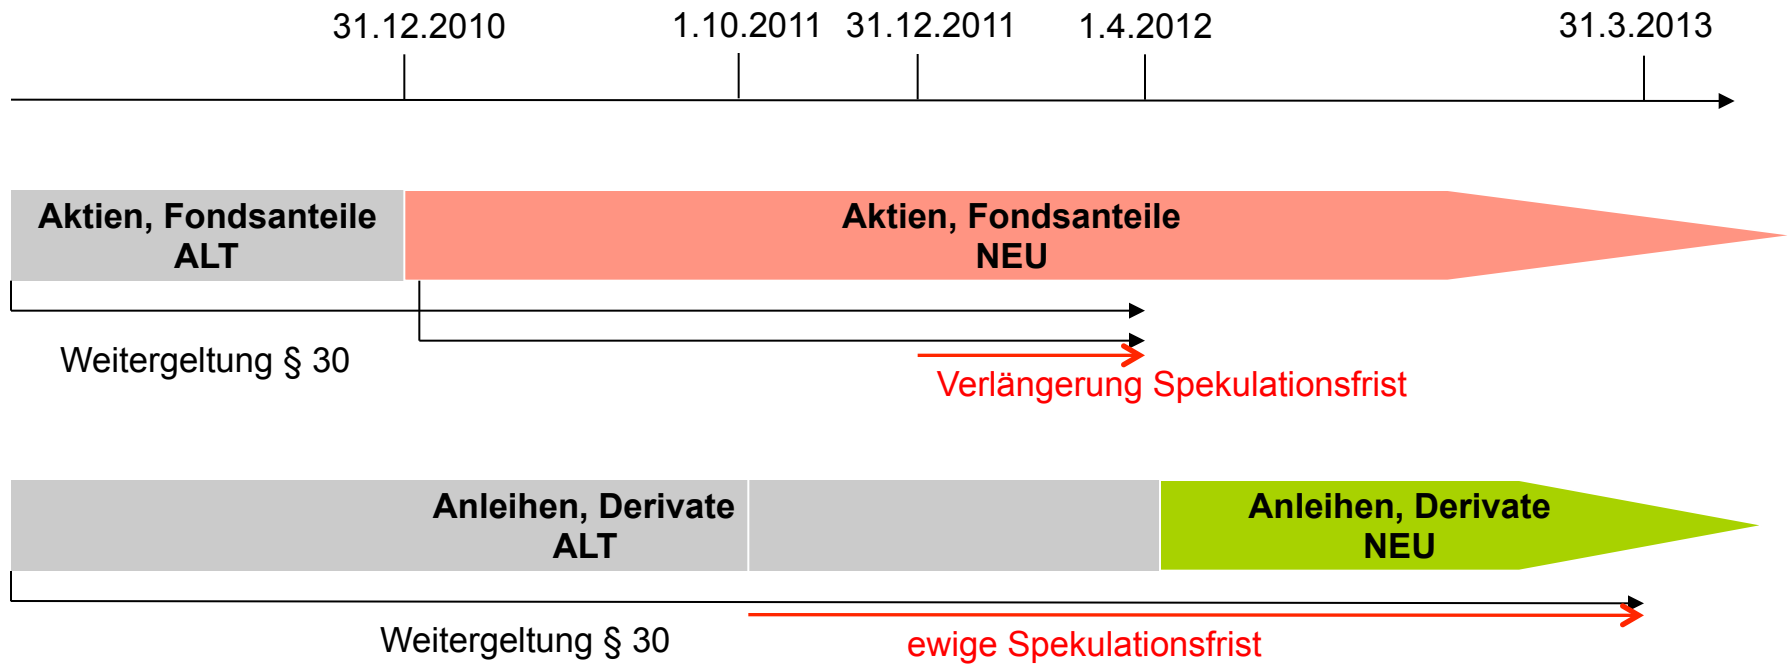 31.12.2010 1.10.2011 31.12.2011 1.4.2012 31.3.2013
Aktien, Fondsanteile
ALT
Aktien, Fondsanteile
NEU
Weitergeltung § 30
Verlängerung Spekulationsfrist
Anleihen, Derivate
ALT
Anleihen, Derivate
NEU
Weitergeltung § 30
ewige Spekulationsfrist